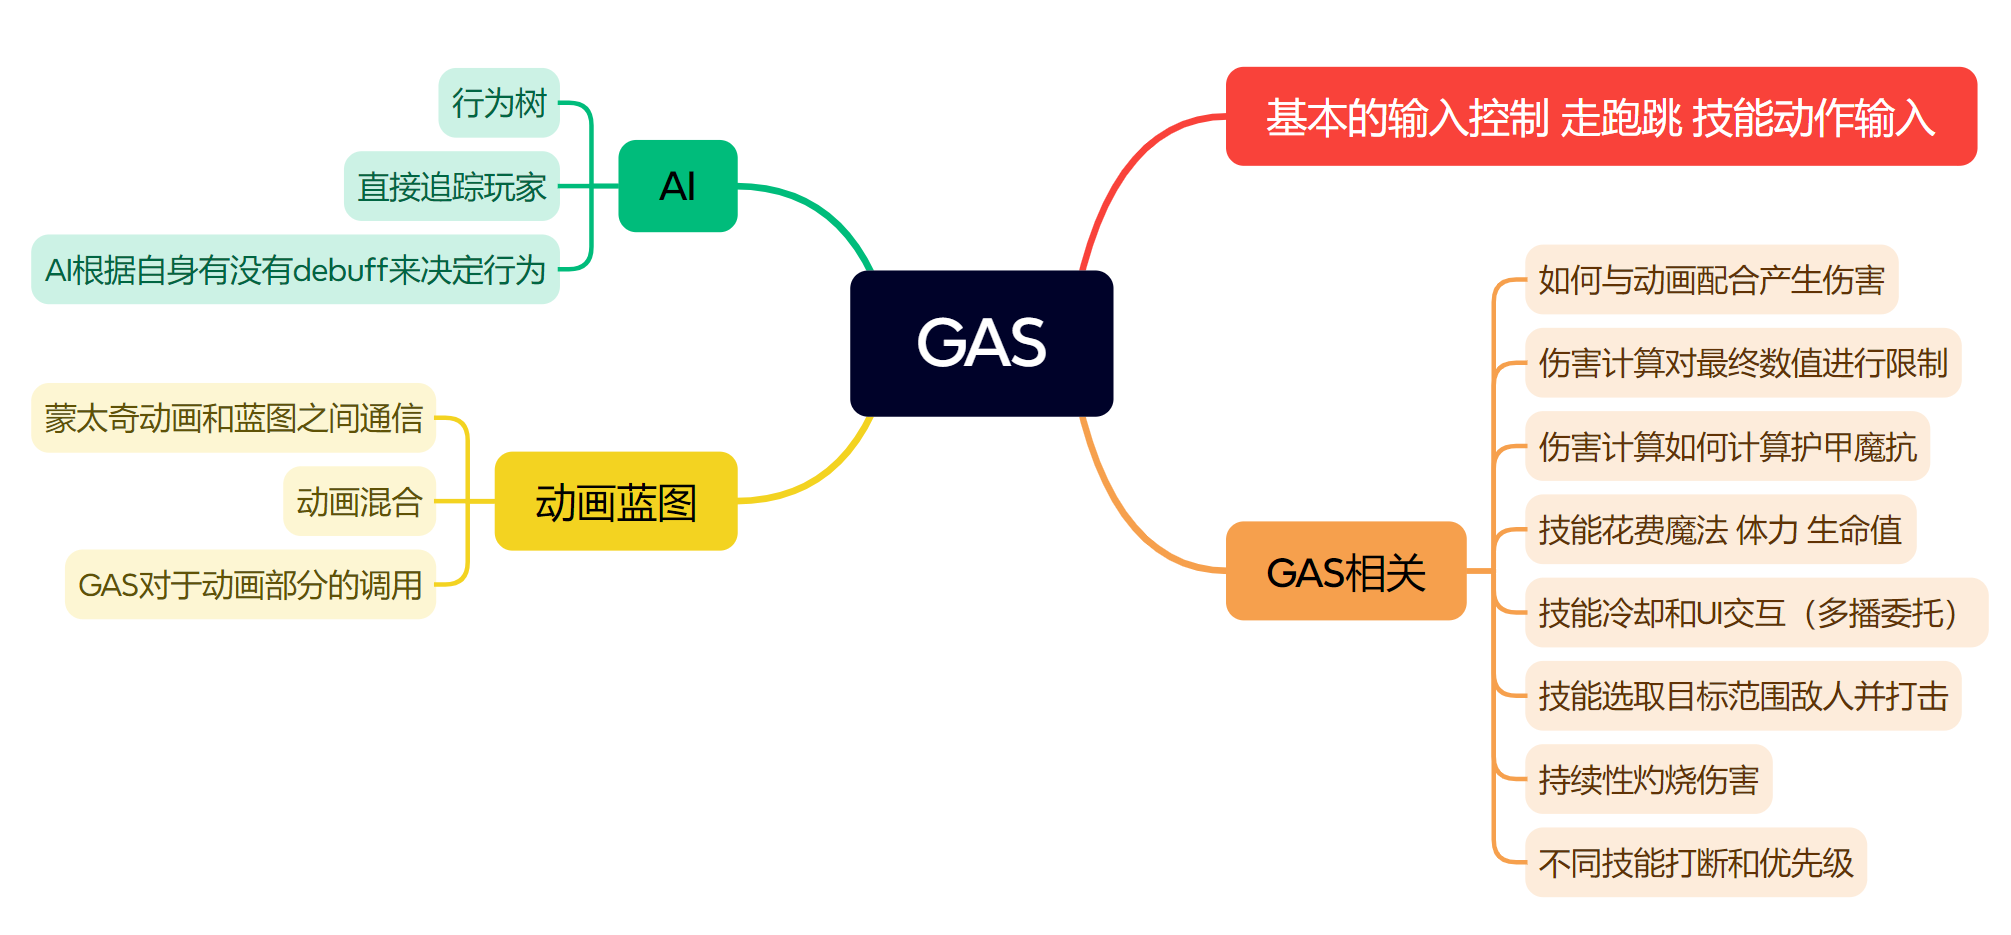 GAS
基本的输入控制 走跑跳 技能动作输入
GAS相关
如何与动画配合产生伤害
伤害计算对最终数值进行限制
伤害计算如何计算护甲魔抗
技能花费魔法 体力 生命值
技能冷却和UI交互（多播委托）
技能选取目标范围敌人并打击
持续性灼烧伤害
不同技能打断和优先级
AI
行为树
直接追踪玩家
AI根据自身有没有debuff来决定行为
动画蓝图
蒙太奇动画和蓝图之间通信
动画混合
GAS对于动画部分的调用